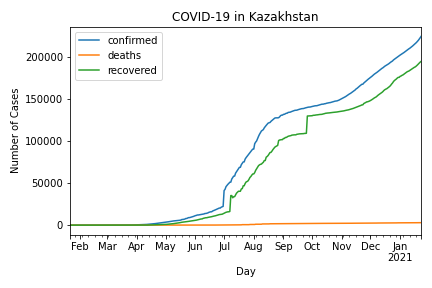 COVID-19 in Kazakhstan
confirmed
deaths
recovered
Number of Cases
200000
150000
100000
50000
0
Feb Mar Apr May Jun Jul Aug Sep Oct Nov Dec Jan
2021
Day